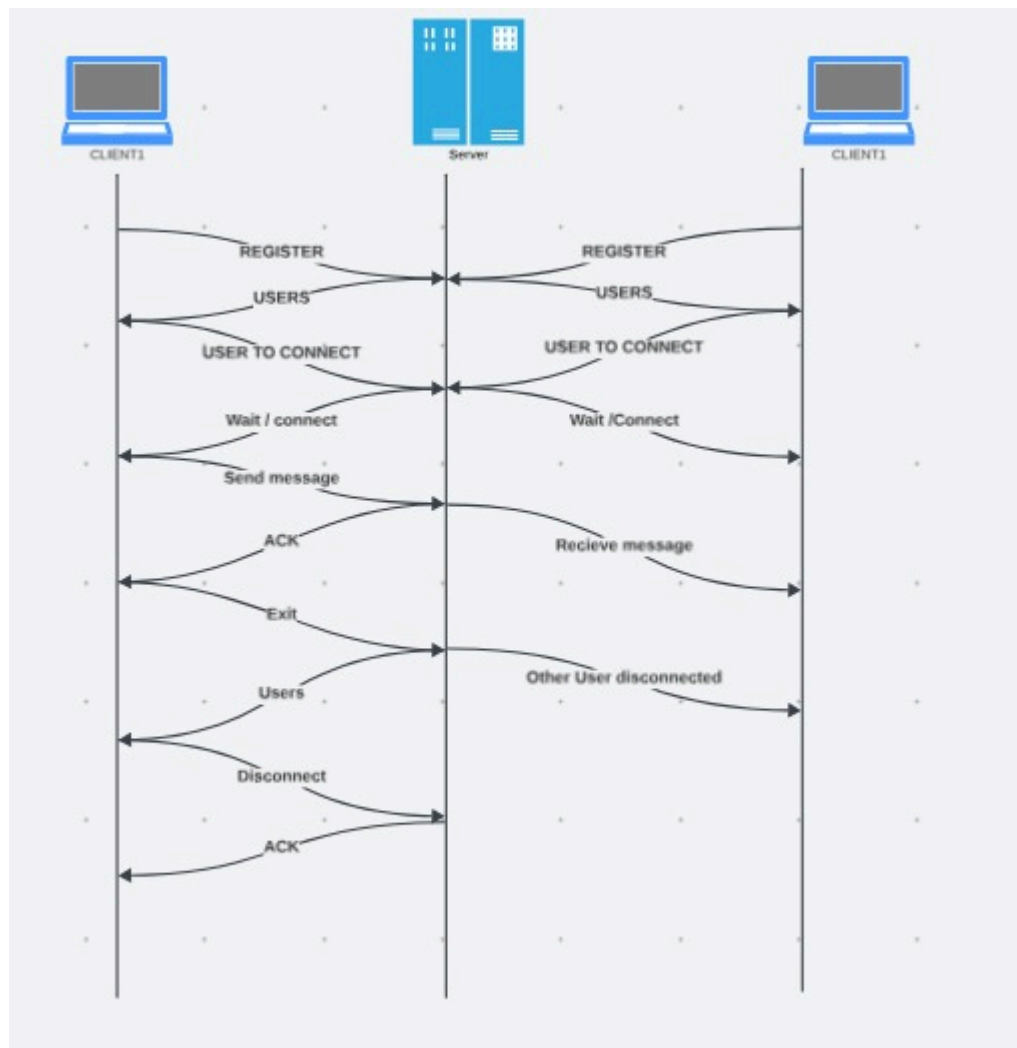 CLIENT1
Server
CLIENT1
REGISTER
REGISTER
USERS
USERS
USER TO CONNECT
USER TO CONNECT
Wait / connect
Wait /Connect
Send message
ACK
Recieve message
Exit
Other User disconnected
Users
Disconnect
ACK